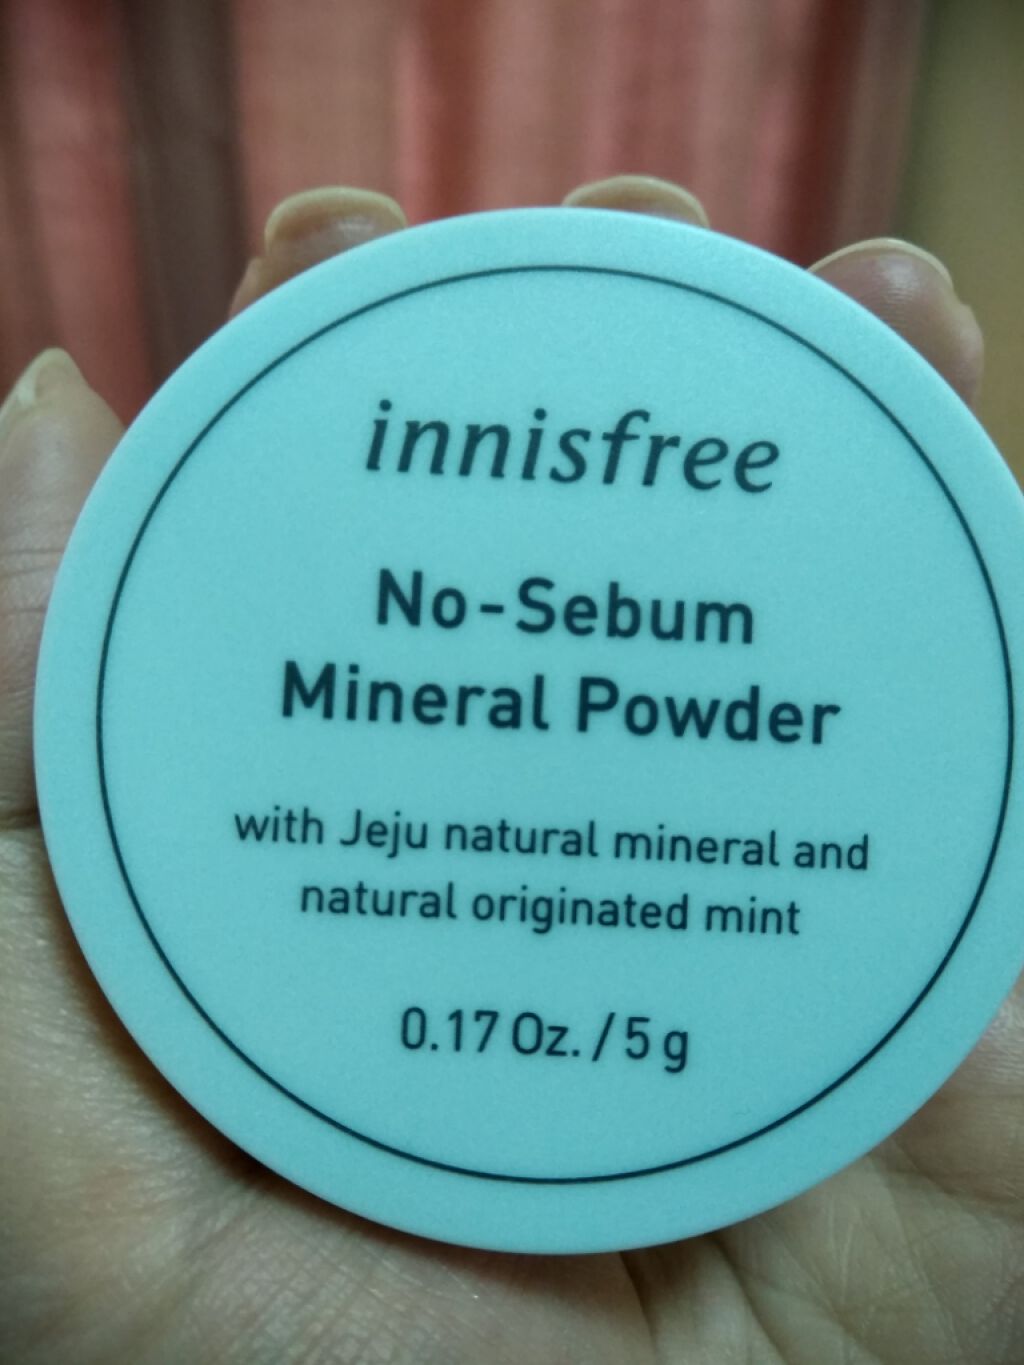 innisfree
No-Sebum
Mineral Powder
with Jeju natural mineral and
natural originated mint
0.17 Oz. / 5 g